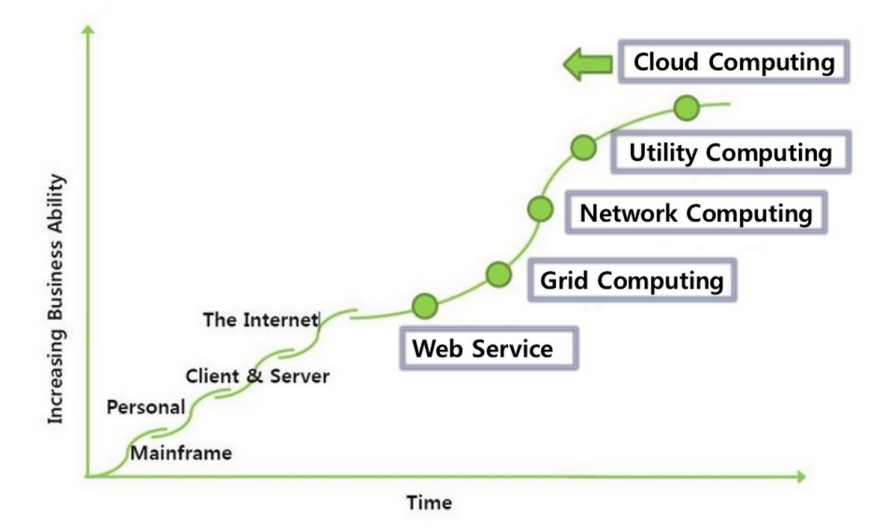 Cloud Computing
Utility Computing
Network Computing
Grid Computing
Web Service
The Internet
Client & Server
Personal
Mainframe
Increasing Business Ability
Time